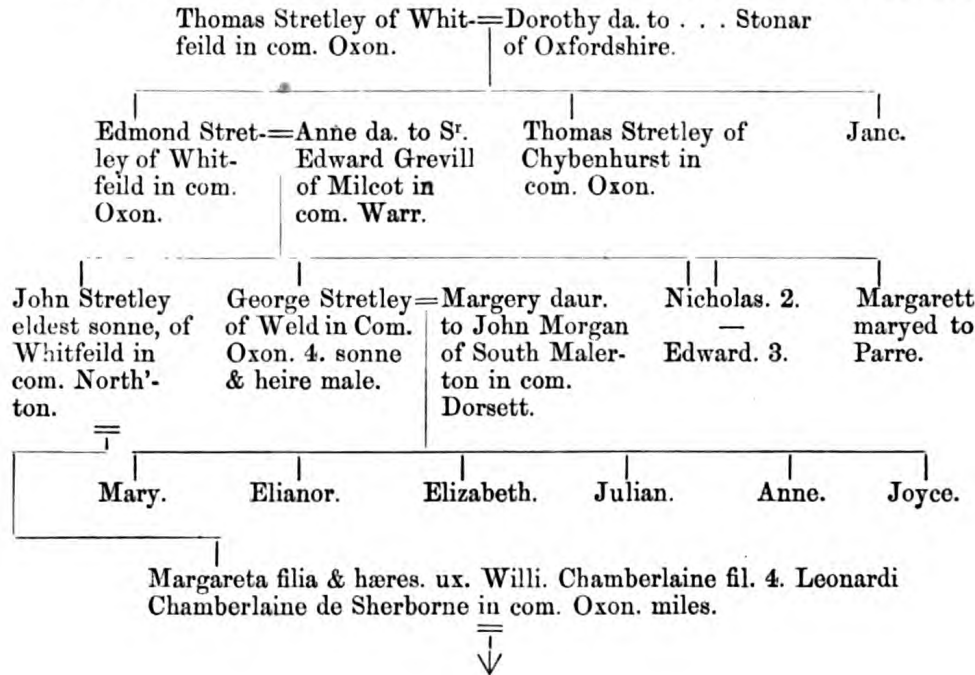 Thomas Stretley of Whit-=Dorothy da. to . . . Stonar
feild in com. Oxon.
of Oxfordshire.
Edmond Stret-=Anne da. to Sr.
ley of Whit-
feild in com.
Oxon.
Edward Grevill
of Milcot in
com. Warr.
Thomas Stretley of
Chybenhurst in
com. Oxon.
Jane.
John Stretley
eldest sonne, of
Whitfeild in
com. North'-
ton.
George Stretley=Margery daur.
of Weld in Com.
Oxon. 4. sonne
& heire male.
to John Morgan
of South Maler-
ton in com.
Dorsett.
Nicholas. 2.
—
Edward. 3.
Margarett
maryed to
Parre.
Mary.
Elianor.
Elizabeth.
Julian.
Anne.
Joyce.
Margareta filia & hæres. ux. Willi. Chamberlaine fil. 4. Leonardi
Chamberlaine de Sherborne in com. Oxon. miles.